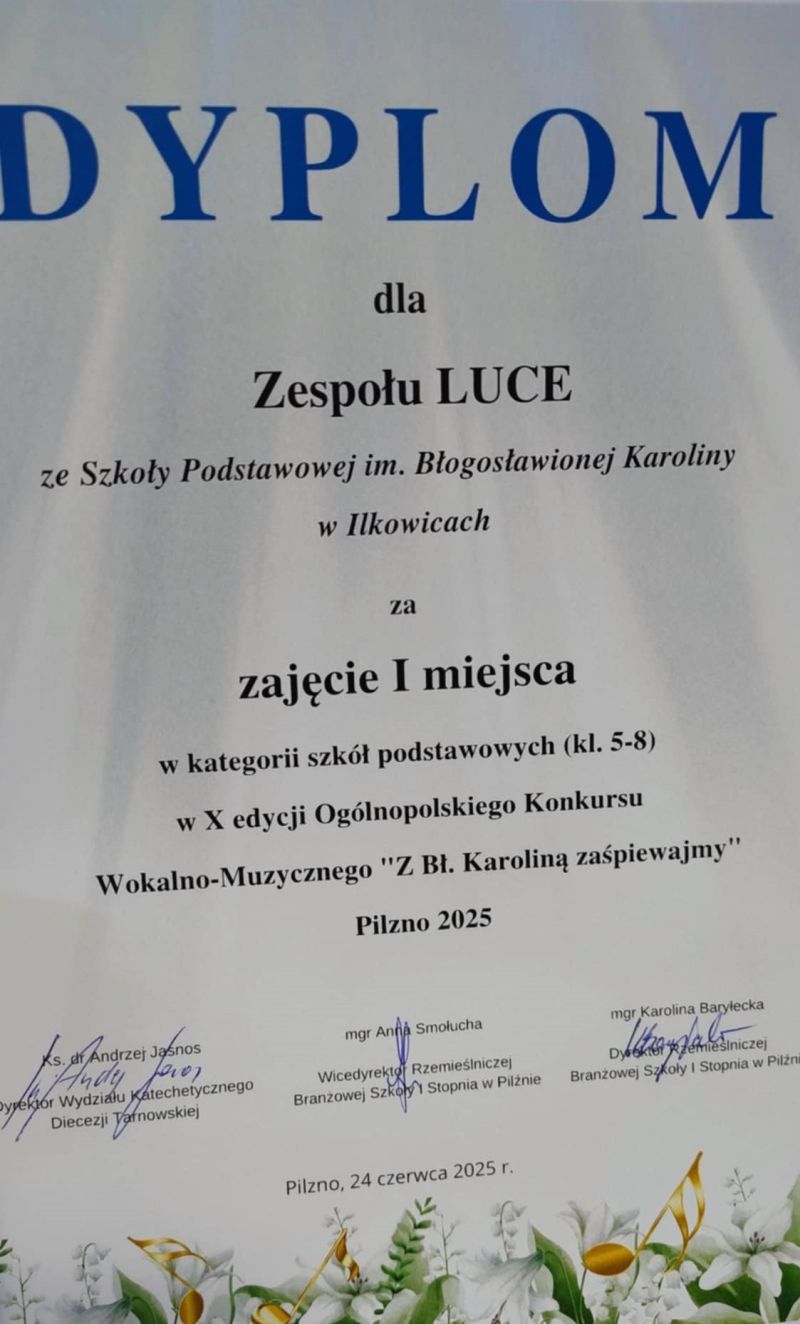 DYPLOM
dla
Zespołu LUCE
ze Szkoły Podstawowej im. Błogosławionej Karoliny
w Ilkowicach
za
zajęcie I miejsca
w kategorii szkół podstawowych (kl. 5-8)
w X edycji Ogólnopolskiego Konkursu
Wokalno-Muzycznego "Z Bł. Karoliną zaśpiewajmy"
Pilzno 2025
Ks. dr Andrzej Jasnos
Dyrektor Wydziału Katechetycznego
Diecezji Tarnowskiej
mgr Anna Smołucha
Wicedyrektor Rzemieślniczej
Branżowej Szkoły I Stopnia w Pilźnie
mgr Karolina Baryłecka
Dyrektor Rzemieślniczej
Branżowej Szkoły I Stopnia w Pilźni
Pilzno, 24 czerwca 2025 r.